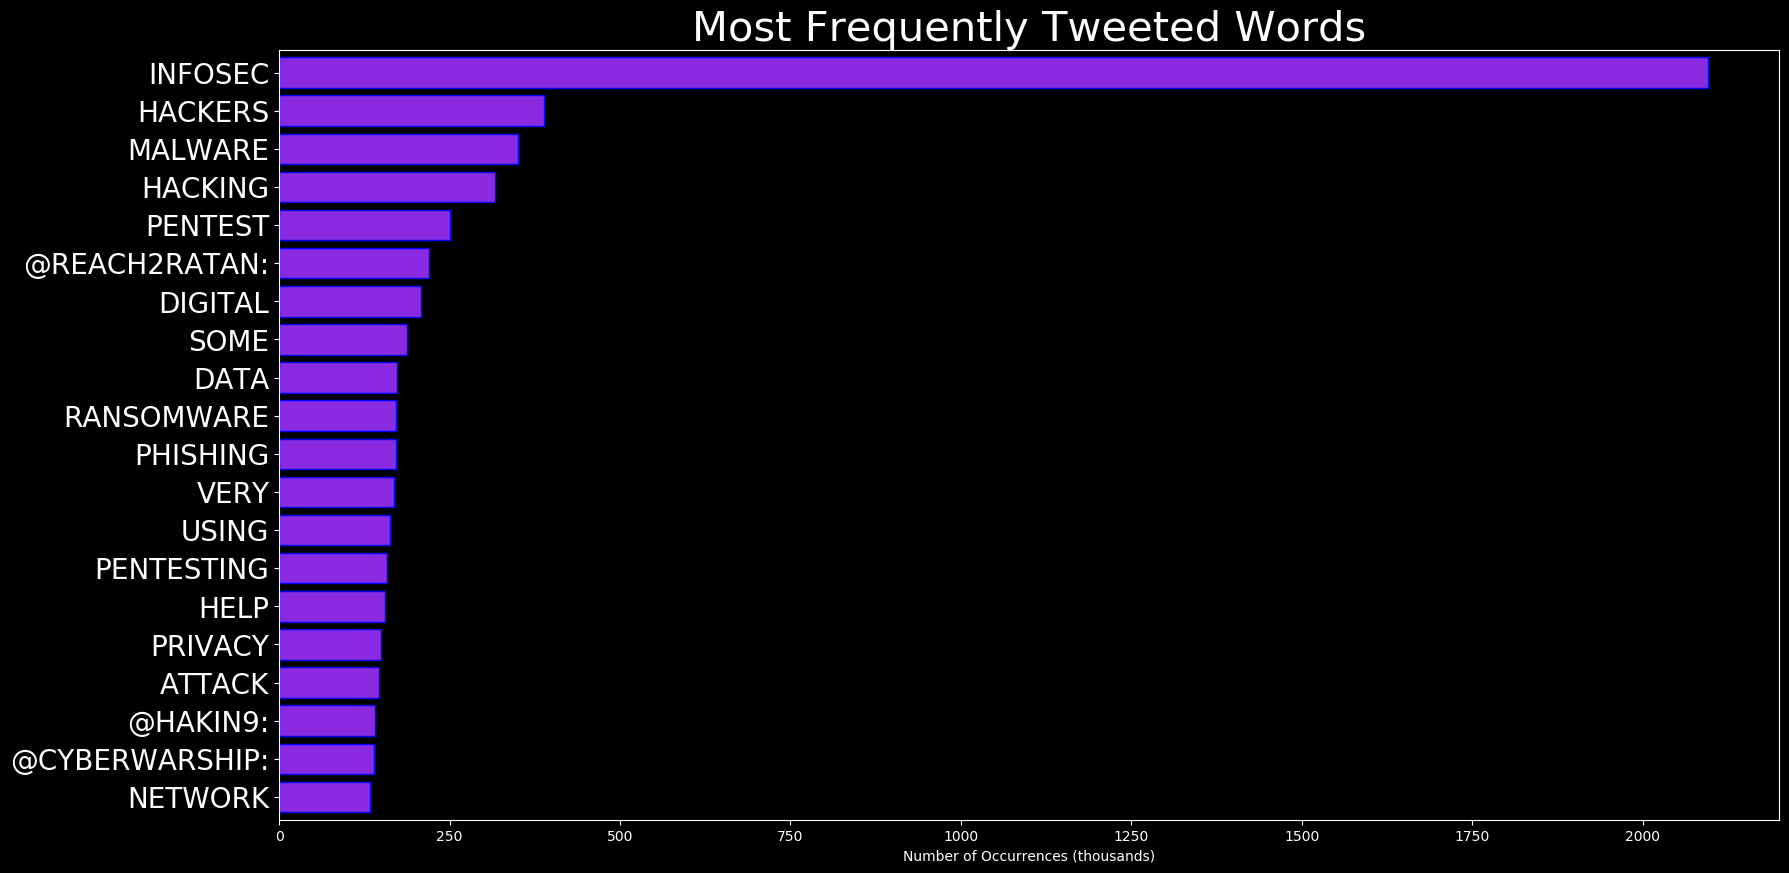 Most Frequently Tweeted Words
INFOSEC
HACKERS
MALWARE
HACKING
PENTEST
@REACH2RATAN:
DIGITAL
SOME
DATA
RANSOMWARE
PHISHING
VERY
USING
PENTESTING
HELP
PRIVACY
ATTACK
@HAKIN9:
@CYBERWARSHIP:
NETWORK
0 250 500 750 1000 1250 1500 1750 2000
Number of Occurrences (thousands)